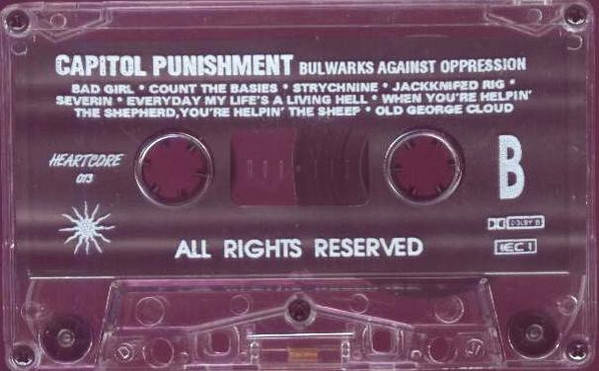 CAPITOL PUNISHMENT BULWARKS AGAINST OPPRESSION
BAD GIRL * COUNT THE BASIES * STRYCHNINE * JACKKNIFED RIG *
SEVERIN * EVERYDAY MY LIFE'S A LIVING HELL * WHEN YOU'RE HELPIN'
THE SHEPHERD,YOU'RE HELPIN' THE SHEEP * OLD GEORGE CLOUD
HEARTCORE
013
B
DOLBY B
IEC I
ALL RIGHTS RESERVED